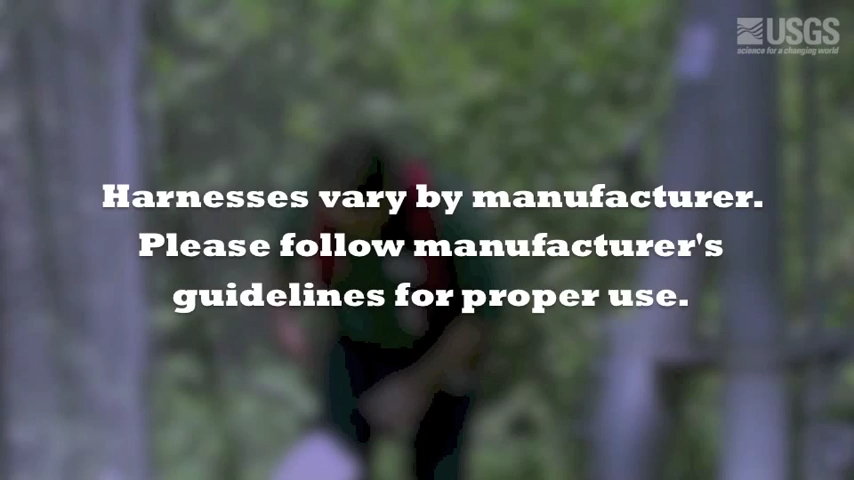 USGS
science for a changing world
Harnesses vary by manufacturer.
Please follow manufacturer's
guidelines for proper use.